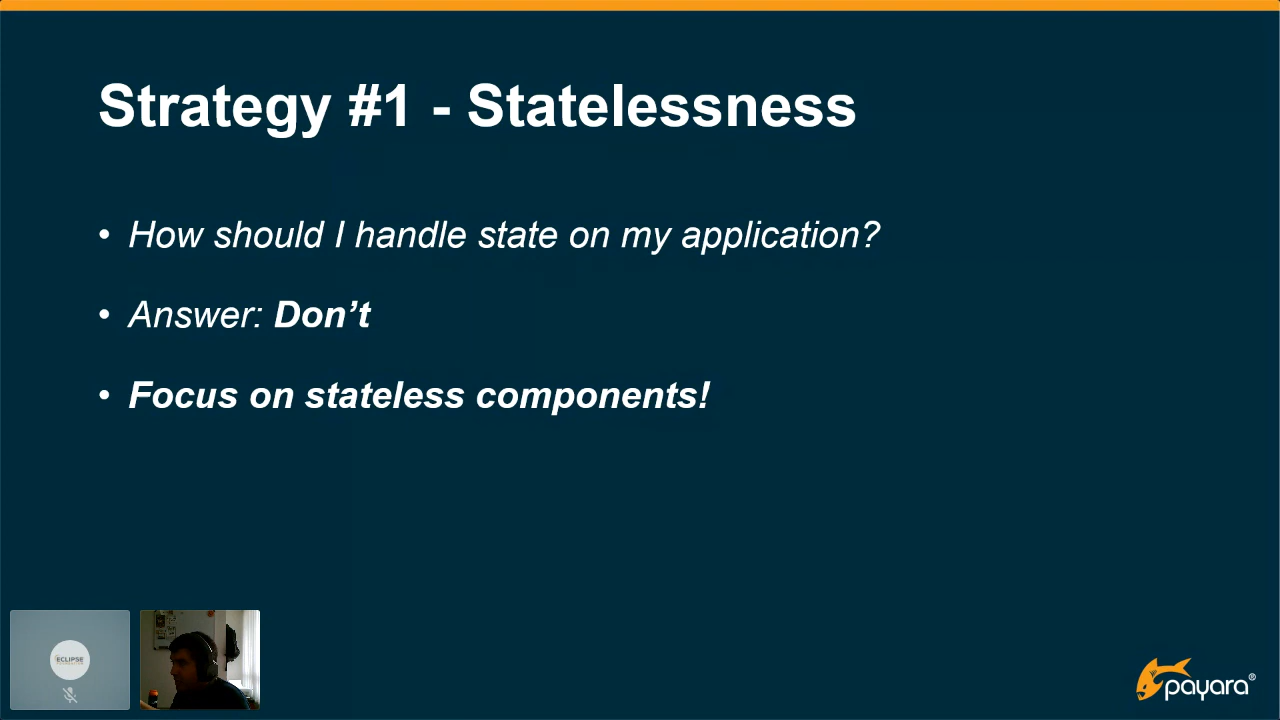 Strategy #1 - Statelessness
• How should I handle state on my application?
• Answer: Don’t
• Focus on stateless components!
ECLIPSE
payara®